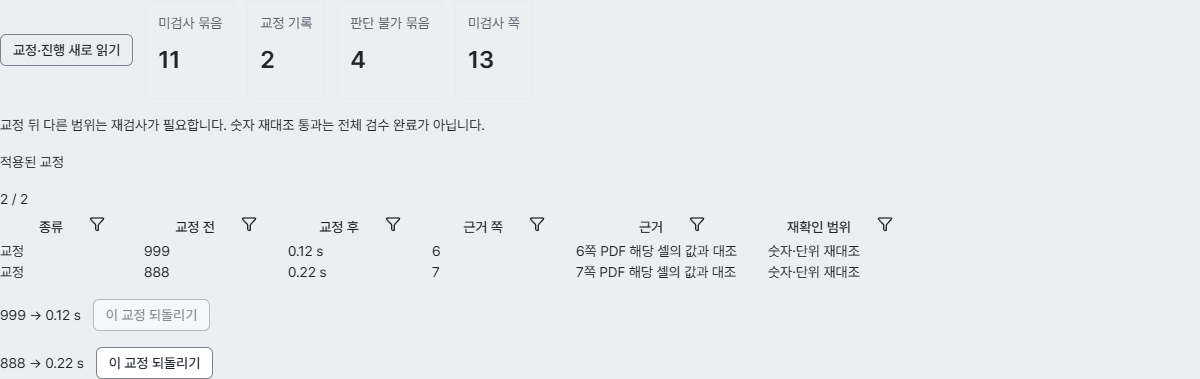 교정·진행 새로 읽기
미검사 묶음
11
교정 기록
2
판단 불가 묶음
4
미검사 쪽
13
교정 뒤 다른 범위는 재검사가 필요합니다. 숫자 재대조 통과는 전체 검수 완료가 아닙니다.
적용된 교정
2 / 2
종류 교정 전 교정 후 근거 쪽 근거 재확인 범위
교정 999 0.12 s 6 6쪽 PDF 해당 셀의 값과 대조 숫자·단위 재대조
교정 888 0.22 s 7 7쪽 PDF 해당 셀의 값과 대조 숫자·단위 재대조
999 → 0.12 s 이 교정 되돌리기
888 → 0.22 s 이 교정 되돌리기